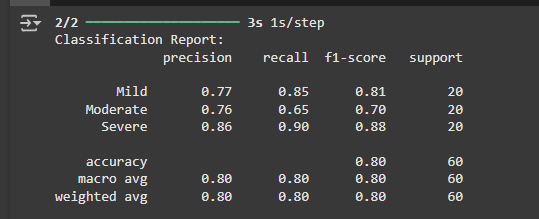 2/2 ━━━━━━━━━━━━━━━━━━━━ 3s 1s/step
Classification Report:
              precision    recall  f1-score   support

        Mild       0.77      0.85      0.81        20
    Moderate       0.76      0.65      0.70        20
      Severe       0.86      0.90      0.88        20

    accuracy                           0.80        60
   macro avg       0.80      0.80      0.80        60
weighted avg       0.80      0.80      0.80        60